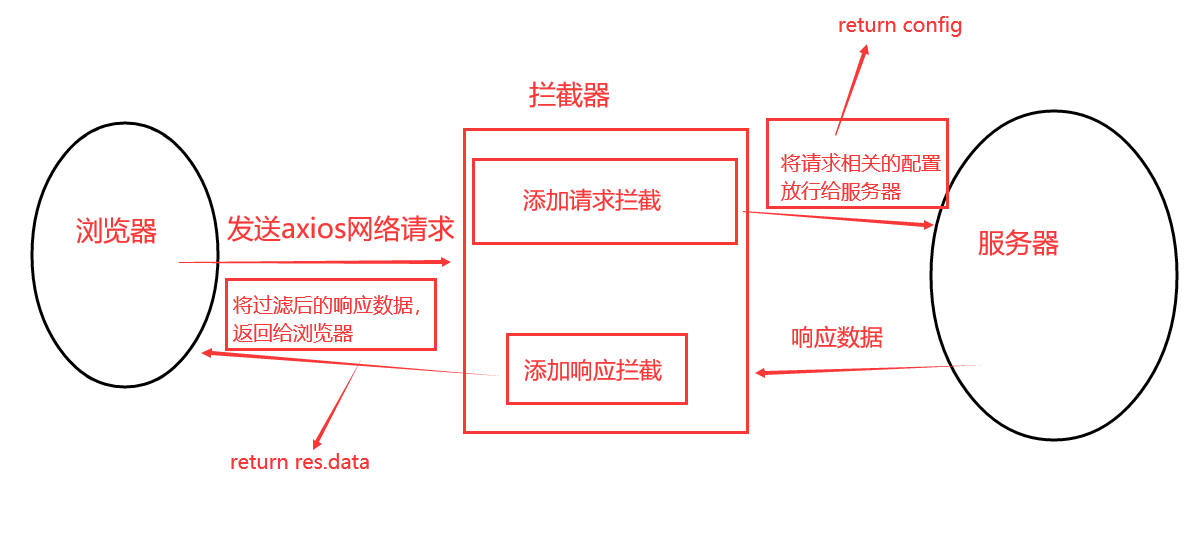 return config
拦截器
将请求相关的配置
放行给服务器
添加请求拦截
浏览器
发送axios网络请求
服务器
将过滤后的响应数据，
返回给浏览器
响应数据
添加响应拦截
return res.data